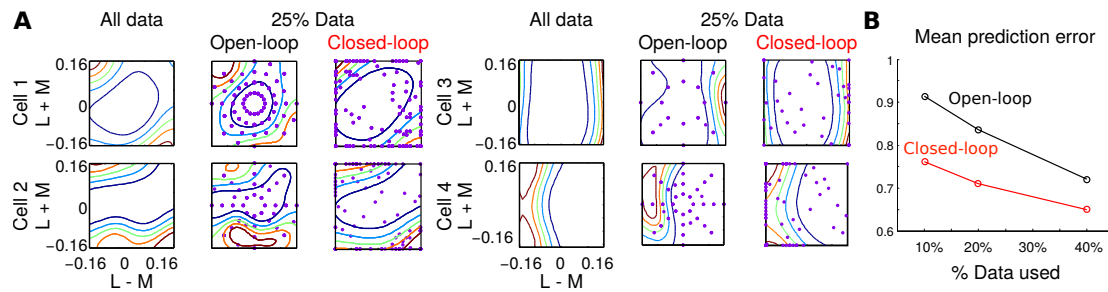 A
All data
25% Data
Open-loop
Closed-loop
Cell 1
L + M
0.16
0
−0.16
Cell 2
L + M
0.16
0
−0.16
−0.16
0
0.16
L - M
All data
25% Data
Open-loop
Closed-loop
Cell 3
L + M
0.16
0
−0.16
Cell 4
L + M
0.16
0
−0.16
−0.16
0
0.16
L - M
B
Mean prediction error
1
0.9
0.8
0.7
0.6
Open-loop
Closed-loop
10%
20%
30%
40%
% Data used